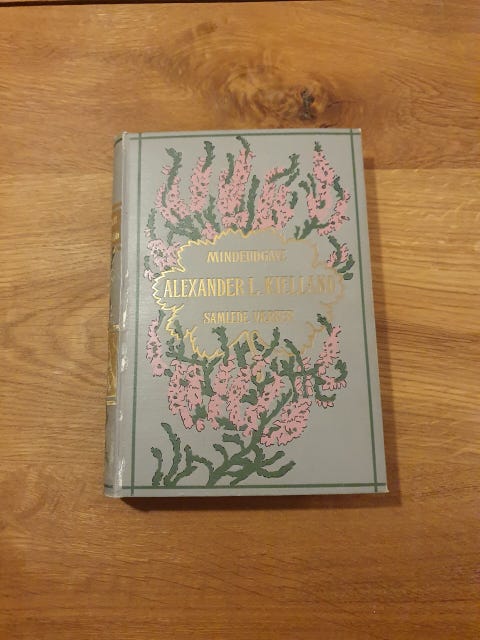 MINDEUDGAVE
ALEXANDER L. KIELLAND
SAMLEDE VÆRKER